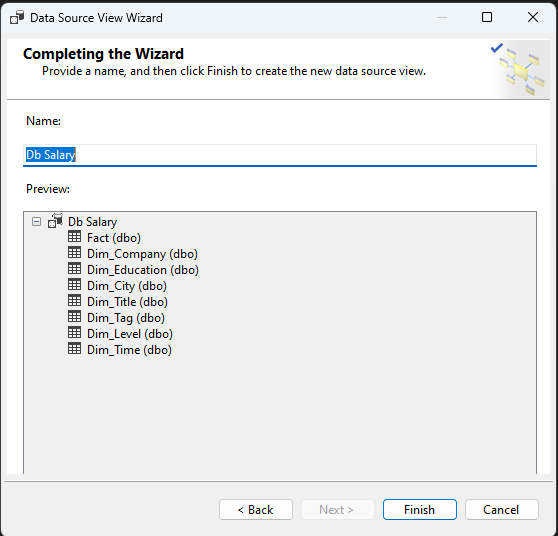 Data Source View Wizard
Completing the Wizard
Provide a name, and then click Finish to create the new data source view.
Name:
Db Salary
Preview:
Db Salary
Fact (dbo)
Dim_Company (dbo)
Dim_Education (dbo)
Dim_City (dbo)
Dim_Title (dbo)
Dim_Tag (dbo)
Dim_Level (dbo)
Dim_Time (dbo)
< Back Next > Finish Cancel